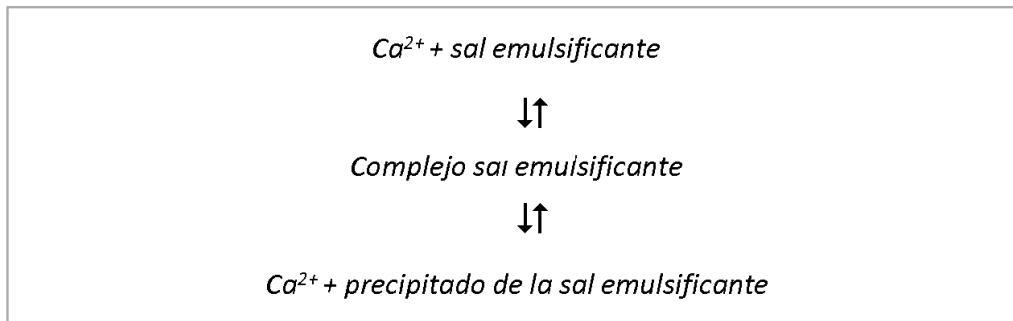 Ca²⁺ + sal emulsificante
↓↑
Complejo sal emulsificante
↓↑
Ca²⁺ + precipitado de la sal emulsificante